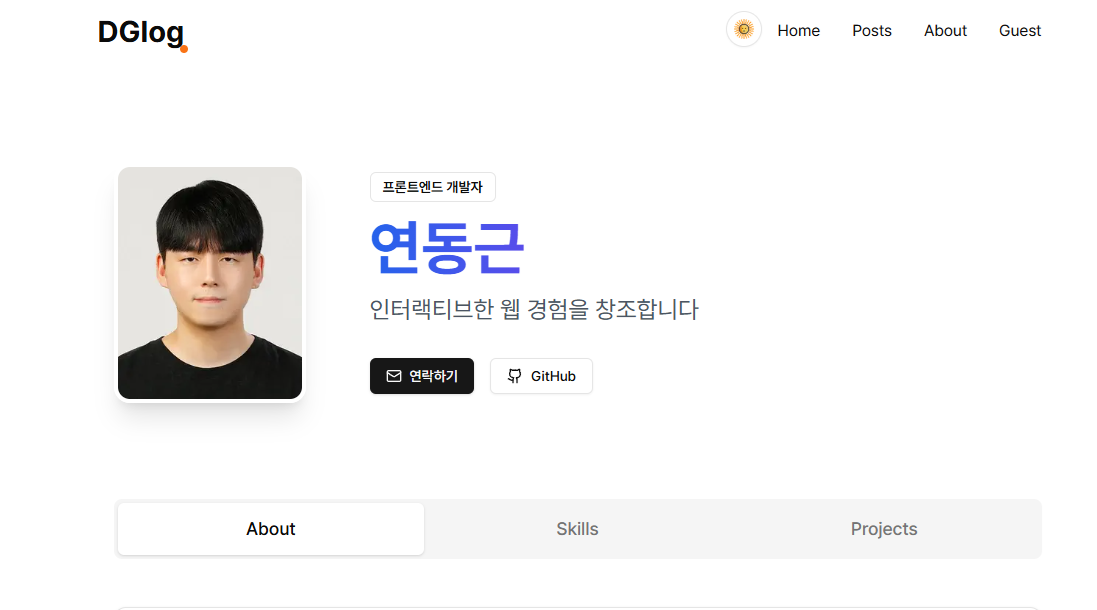 DGlog
Home Posts About Guest
프론트엔드 개발자
연동근
인터랙티브한 웹 경험을 창조합니다
연락하기 GitHub
About Skills Projects